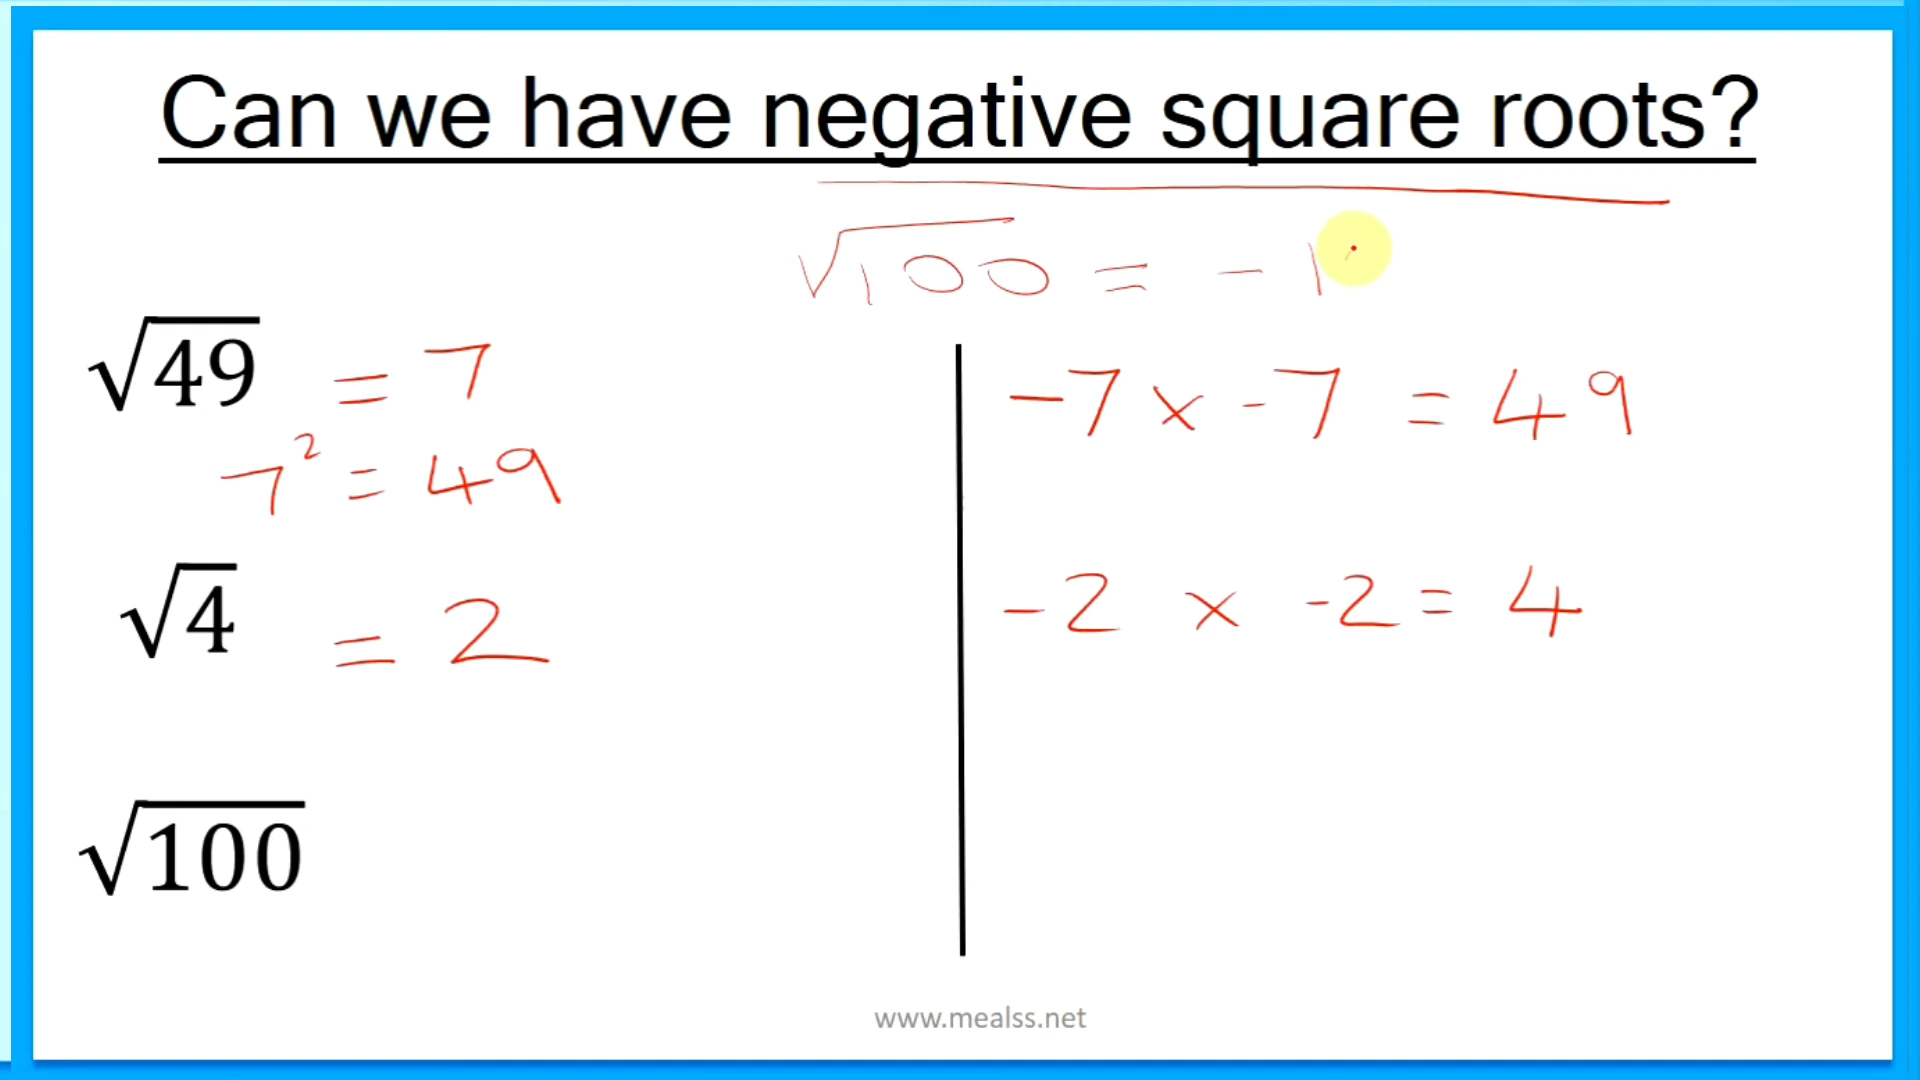 Can we have negative square roots?
√100 = - 1
√49 = 7
7² = 49
√4 = 2
√100
-7 x -7 = 49
-2 x -2 = 4
www.mealss.net